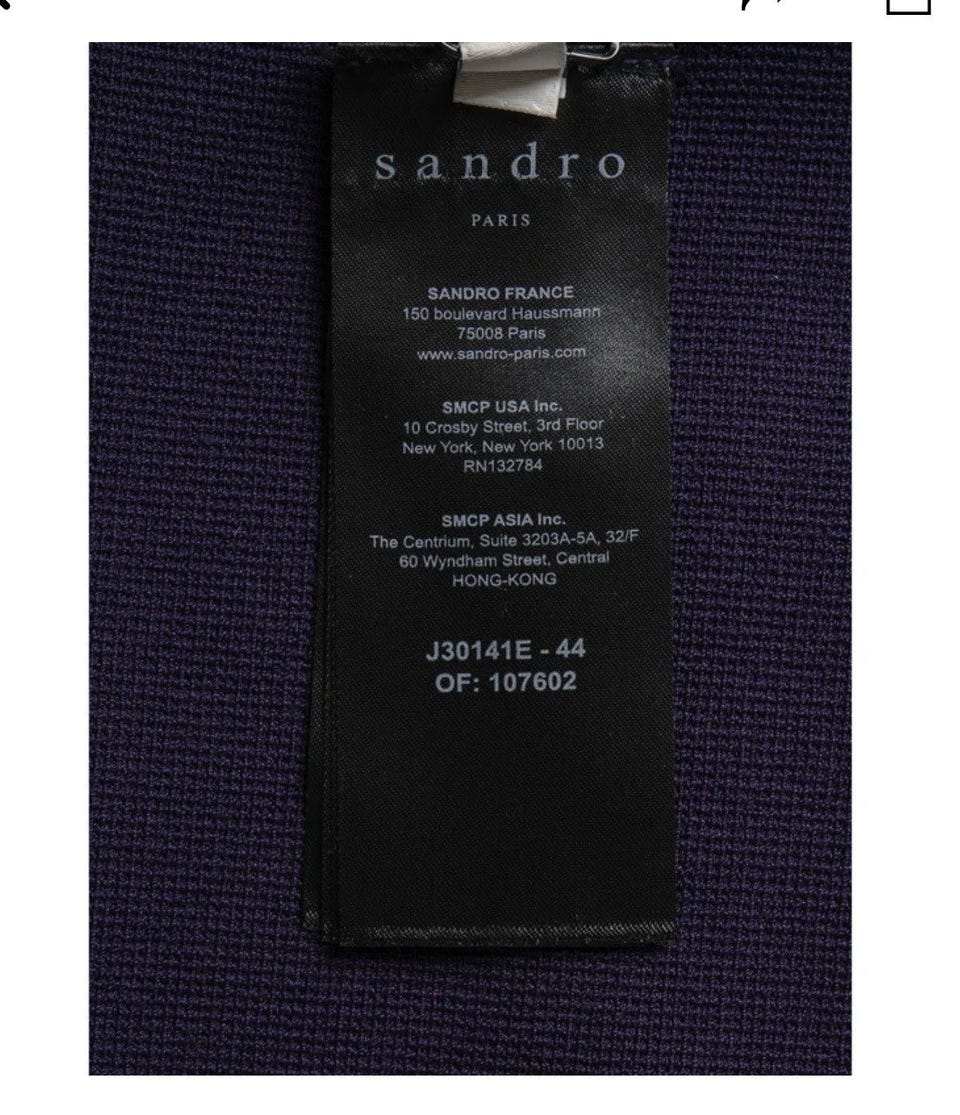 sandro
PARIS
SANDRO FRANCE
150 boulevard Haussmann
75008 Paris
www.sandro-paris.com
SMCP USA Inc.
10 Crosby Street, 3rd Floor
New York, New York 10013
RN132784
SMCP ASIA Inc.
The Centrium, Suite 3203A-5A, 32/F
60 Wyndham Street, Central
HONG-KONG
J30141E - 44
OF: 107602